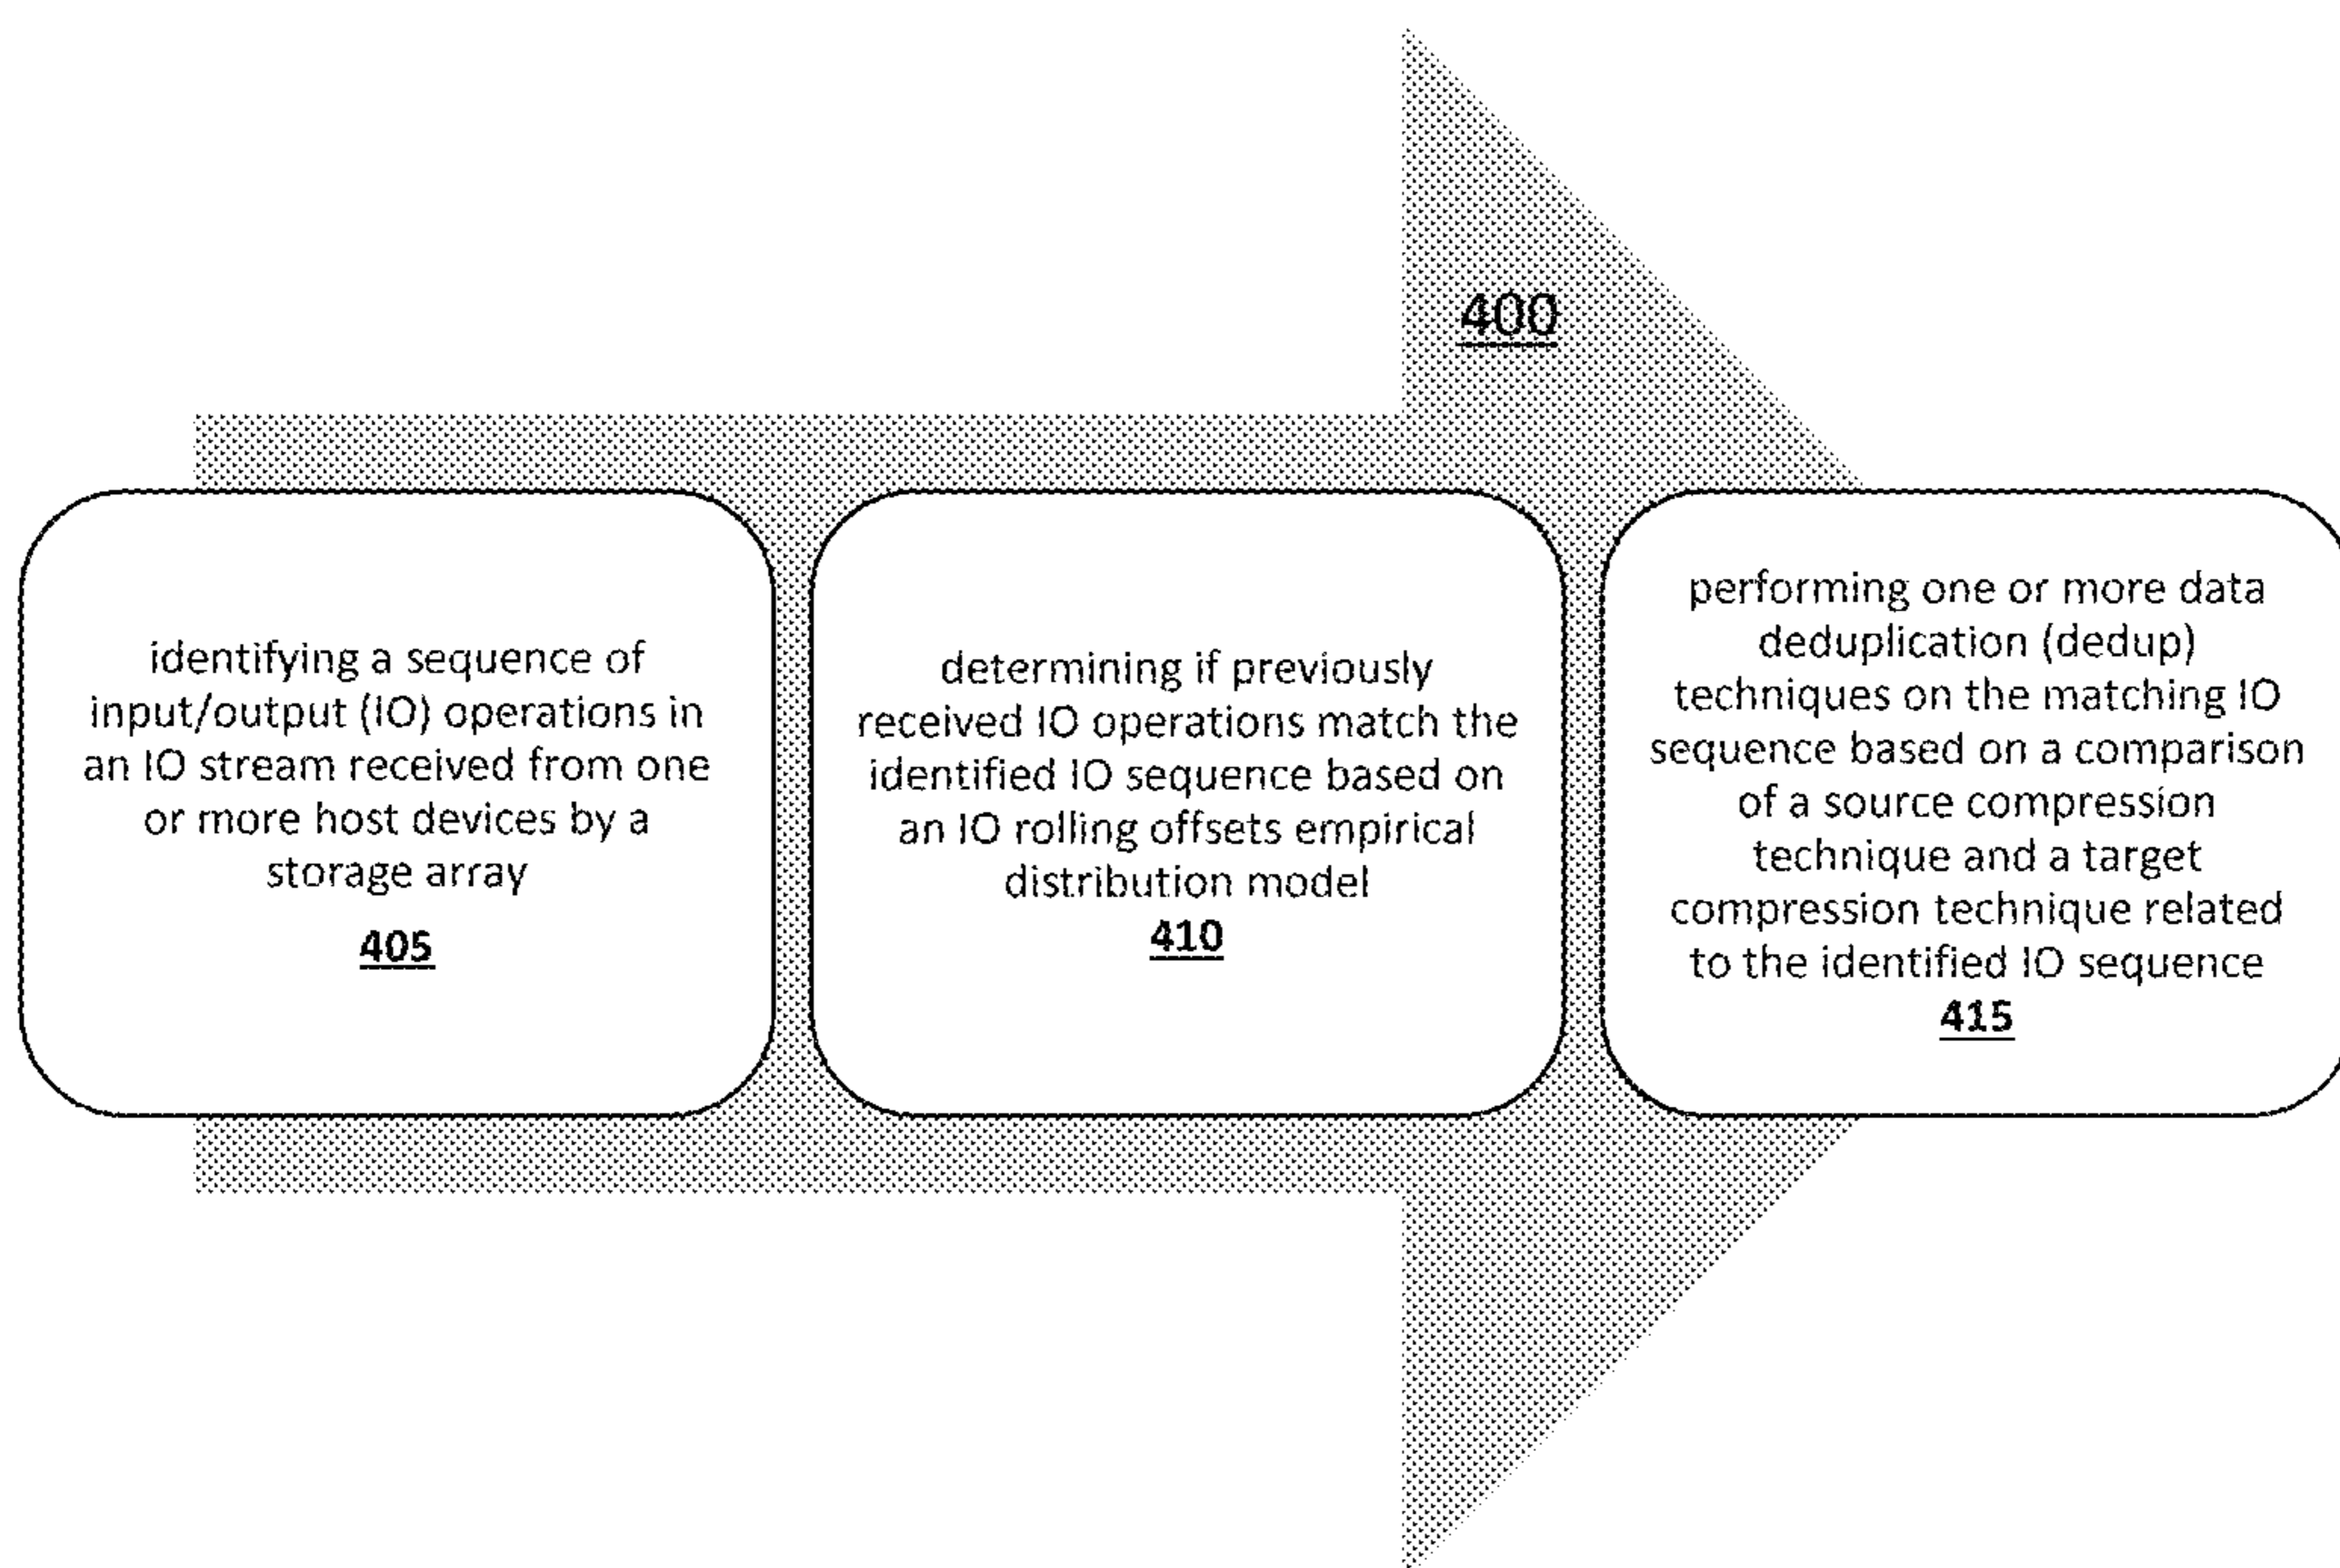 400
identifying a sequence of
input/output (IO) operations in
an IO stream received from one
or more host devices by a
storage array
405
determining if previously
received IO operations match the
identified IO sequence based on
an IO rolling offsets empirical
distribution model
410
performing one or more data
deduplication (dedup)
techniques on the matching IO
sequence based on a comparison
of a source compression
technique and a target
compression technique related
to the identified IO sequence
415